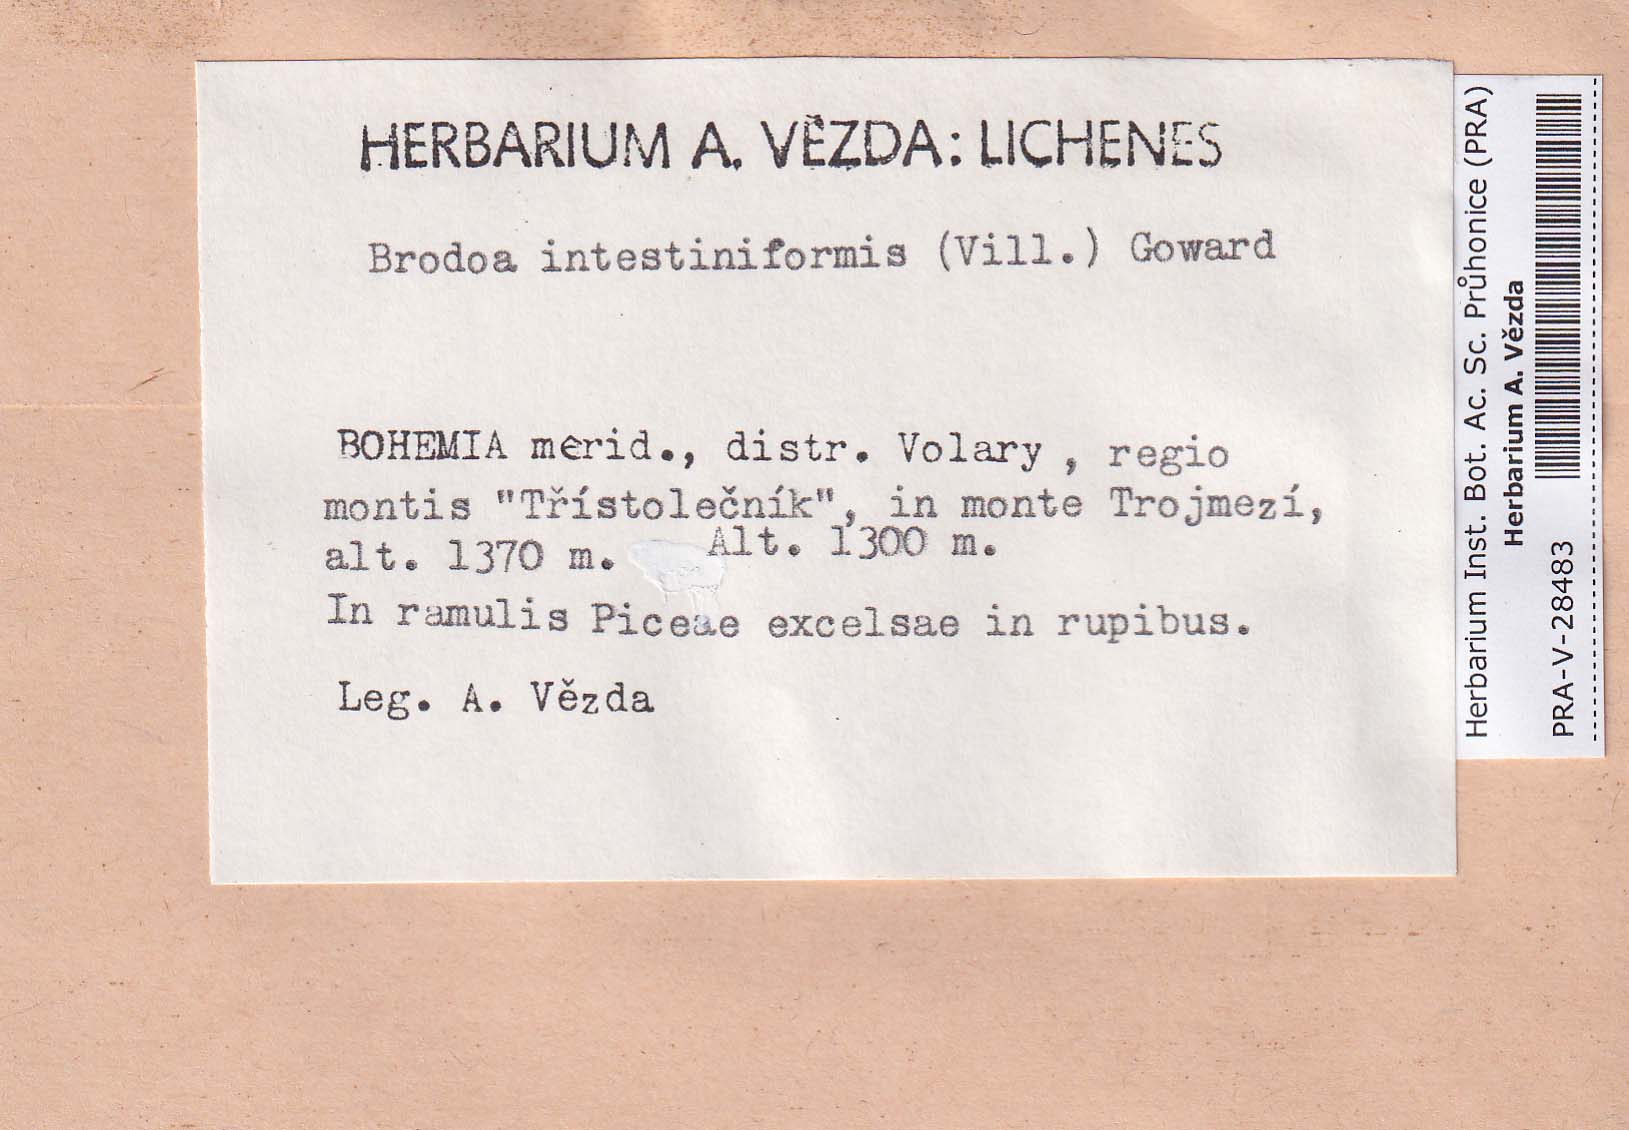 HERBARIUM A. VĚZDA: LICHENES
Brodoa intestiniformis (Vill.) Goward
BOHEMIA merid., distr. Volary , regio
montis "Třístolečník", in monte Trojmezí,
alt. 1370 m. Alt. 1300 m.
In ramulis Piceae excelsae in rupibus.
Leg. A. Vězda
Herbarium Inst. Bot. Ac. Sc. Průhonice (PRA)
Herbarium A. Vězda
PRA-V-28483